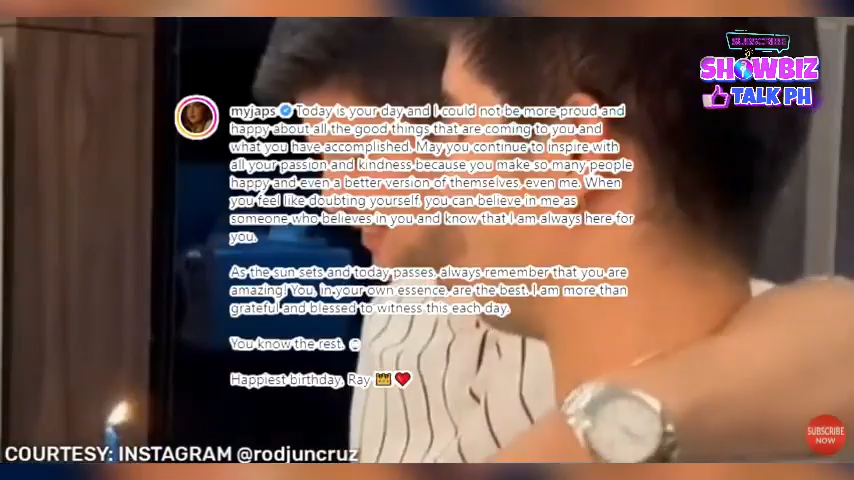 SUBSCRIBE
SHOWBIZ
TALK PH
myjaps Today is your day and I could not be more proud and
happy about all the good things that are coming to you and
what you have accomplished. May you continue to inspire with
all your passion and kindness because you make so many people
happy and even a better version of themselves, even me. When
you feel like doubting yourself, you can believe in me as
someone who believes in you and know that I am always here for
you.
As the sun sets and today passes, always remember that you are
amazing! You, in your own essence, are the best. I am more than
grateful and blessed to witness this each day.
You know the rest. ☺
Happiest birthday, Ray 👑❤️
SUBSCRIBE
NOW
COURTESY: INSTAGRAM @rodjuncruz